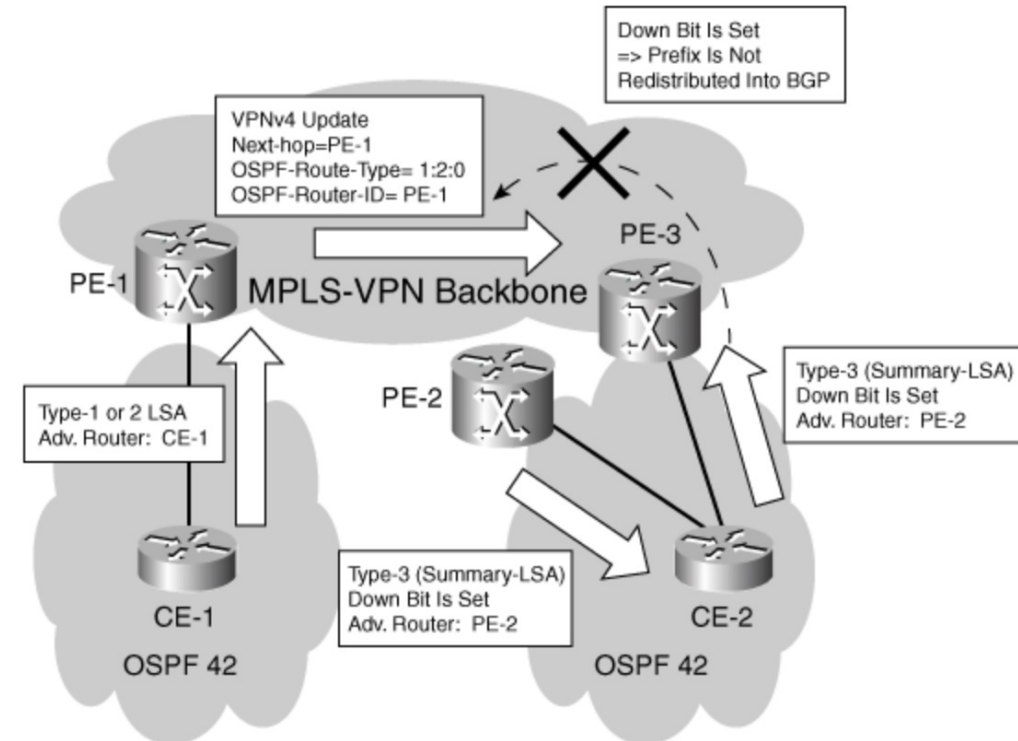 Down Bit Is Set
=> Prefix Is Not
Redistributed Into BGP
VPNv4 Update
Next-hop=PE-1
OSPF-Route-Type= 1:2:0
OSPF-Router-ID= PE-1
PE-3
PE-1
MPLS-VPN Backbone
PE-2
Type-3 (Summary-LSA)
Down Bit Is Set
Adv. Router: PE-2
Type-1 or 2 LSA
Adv. Router: CE-1
Type-3 (Summary-LSA)
Down Bit Is Set
Adv. Router: PE-2
CE-1
CE-2
OSPF 42
OSPF 42